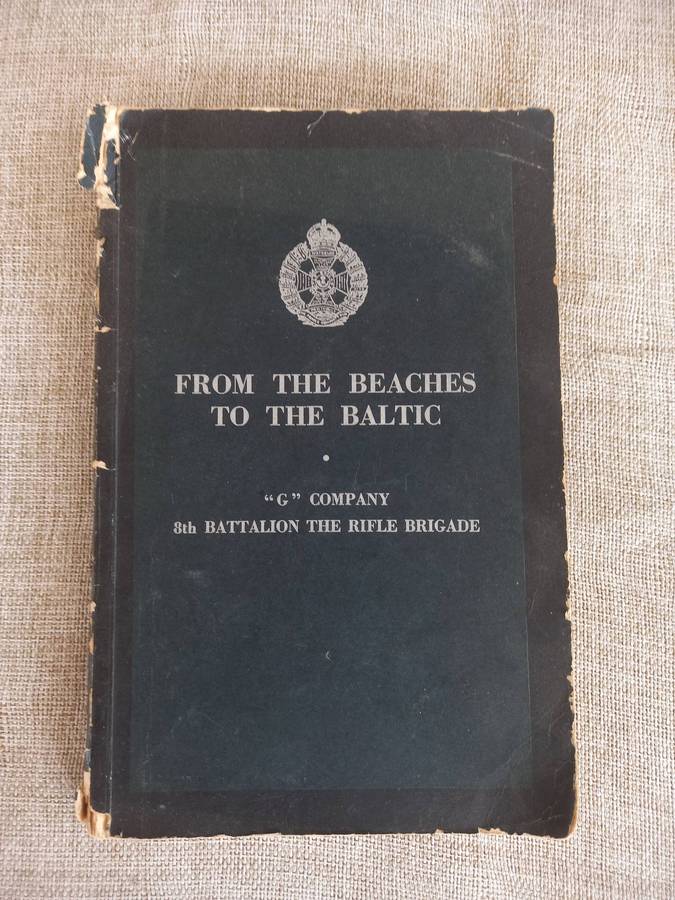 FROM THE BEACHES
TO THE BALTIC
“G” COMPANY
8th BATTALION THE RIFLE BRIGADE